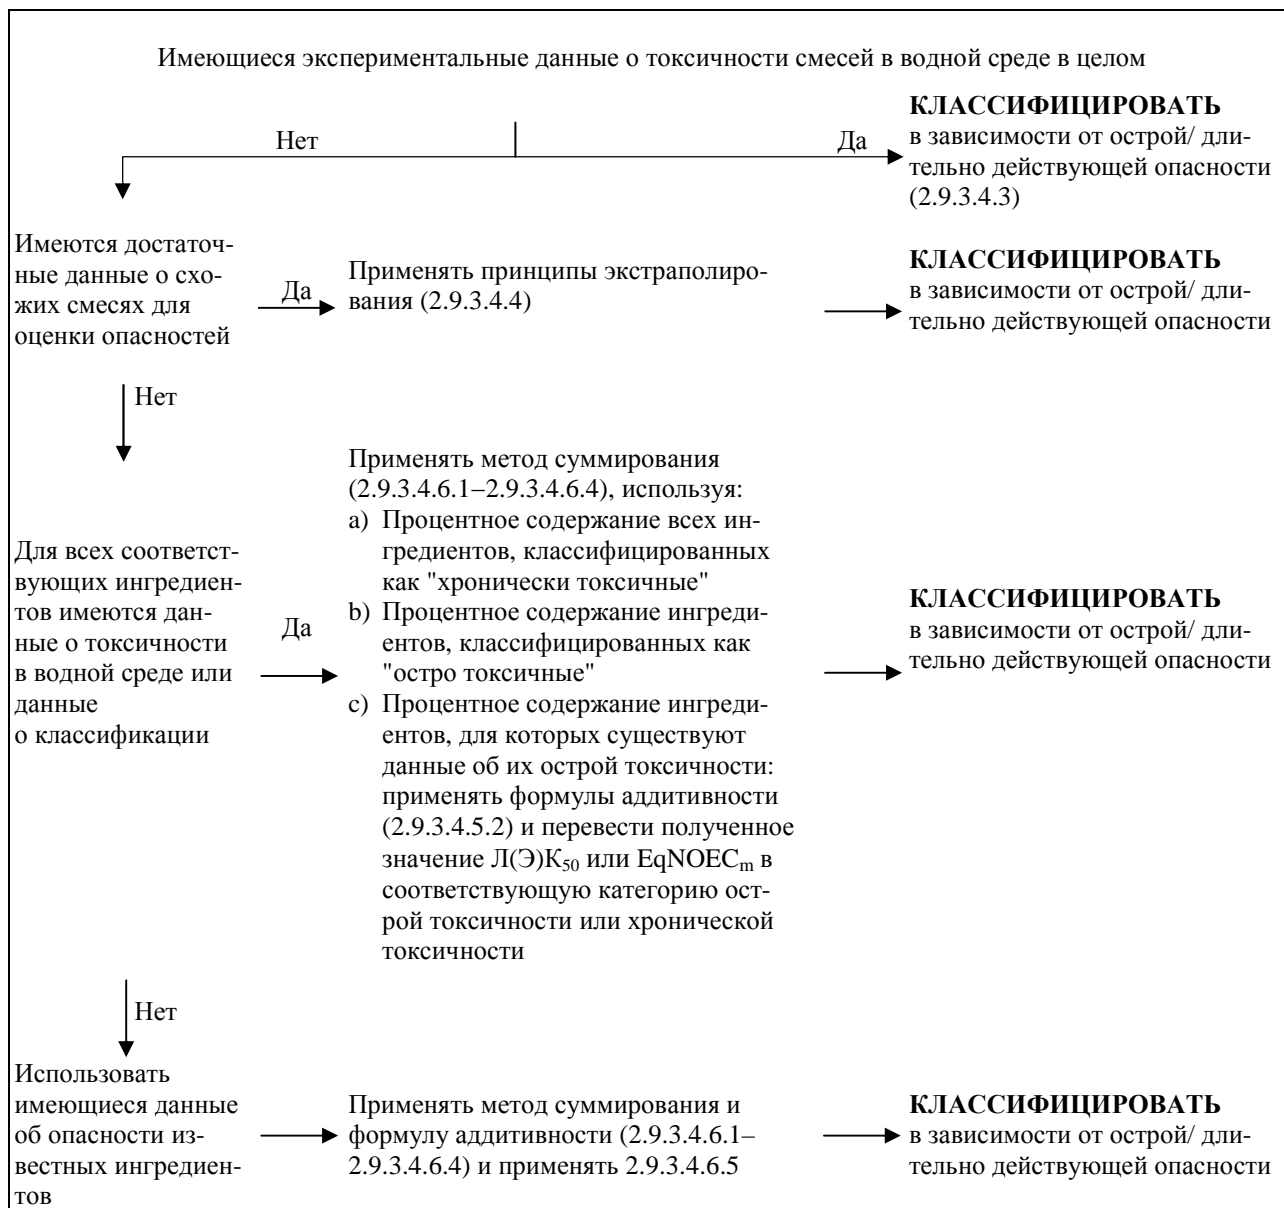 Имеющиеся экспериментальные данные о токсичности смесей в водной среде в целом
Нет
Да
КЛАССИФИЦИРОВАТЬ
в зависимости от острой/ дли-
тельно действующей опасности
(2.9.3.4.3)
Имеются достаточ-
ные данные о схо-
жих смесях для
оценки опасностей
Да
Применять принципы экстраполиро-
вания (2.9.3.4.4)
КЛАССИФИЦИРОВАТЬ
в зависимости от острой/ дли-
тельно действующей опасности
Нет
Для всех соответст-
вующих ингредиен-
тов имеются дан-
ные о токсичности
в водной среде или
данные
о классификации
Да
Применять метод суммирования
(2.9.3.4.6.1–2.9.3.4.6.4), используя:
a) Процентное содержание всех ин-
гредиентов, классифицированных
как "хронически токсичные"
b) Процентное содержание ингреди-
ентов, классифицированных как
"остро токсичные"
c) Процентное содержание ингреди-
ентов, для которых существуют
данные об их острой токсичности:
применять формулы аддитивности
(2.9.3.4.5.2) и перевести полученное
значение Л(Э)К50 или EqNOECm в
соответствующую категорию ост-
рой токсичности или хронической
токсичности
КЛАССИФИЦИРОВАТЬ
в зависимости от острой/ дли-
тельно действующей опасности
Нет
Использовать
имеющиеся данные
об опасности из-
вестных ингредиен-
тов
Применять метод суммирования и
формулу аддитивности (2.9.3.4.6.1–
2.9.3.4.6.4) и применять 2.9.3.4.6.5
КЛАССИФИЦИРОВАТЬ
в зависимости от острой/ дли-
тельно действующей опасности